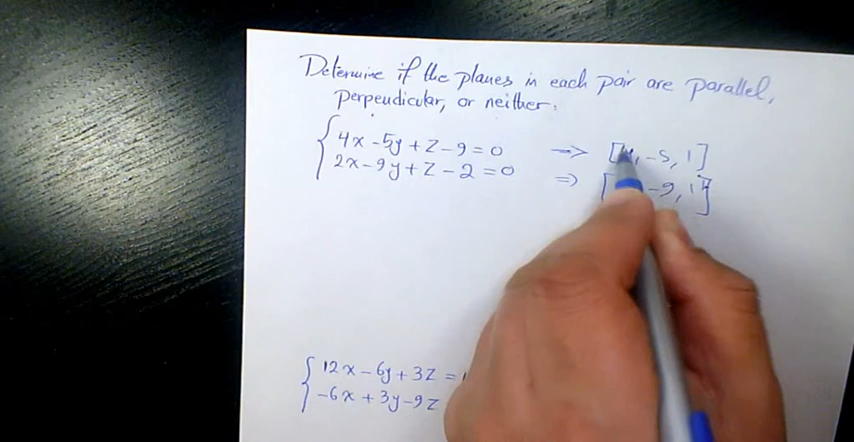 Determine if the planes in each pair are parallel,
perpendicular, or neither.
4x - 5y + z - 9 = 0 => [4, -5, 1]
2x - 9y + z - 2 = 0 => [ -9, 1]
12x - 6y + 3z =
-6x + 3y - 9z